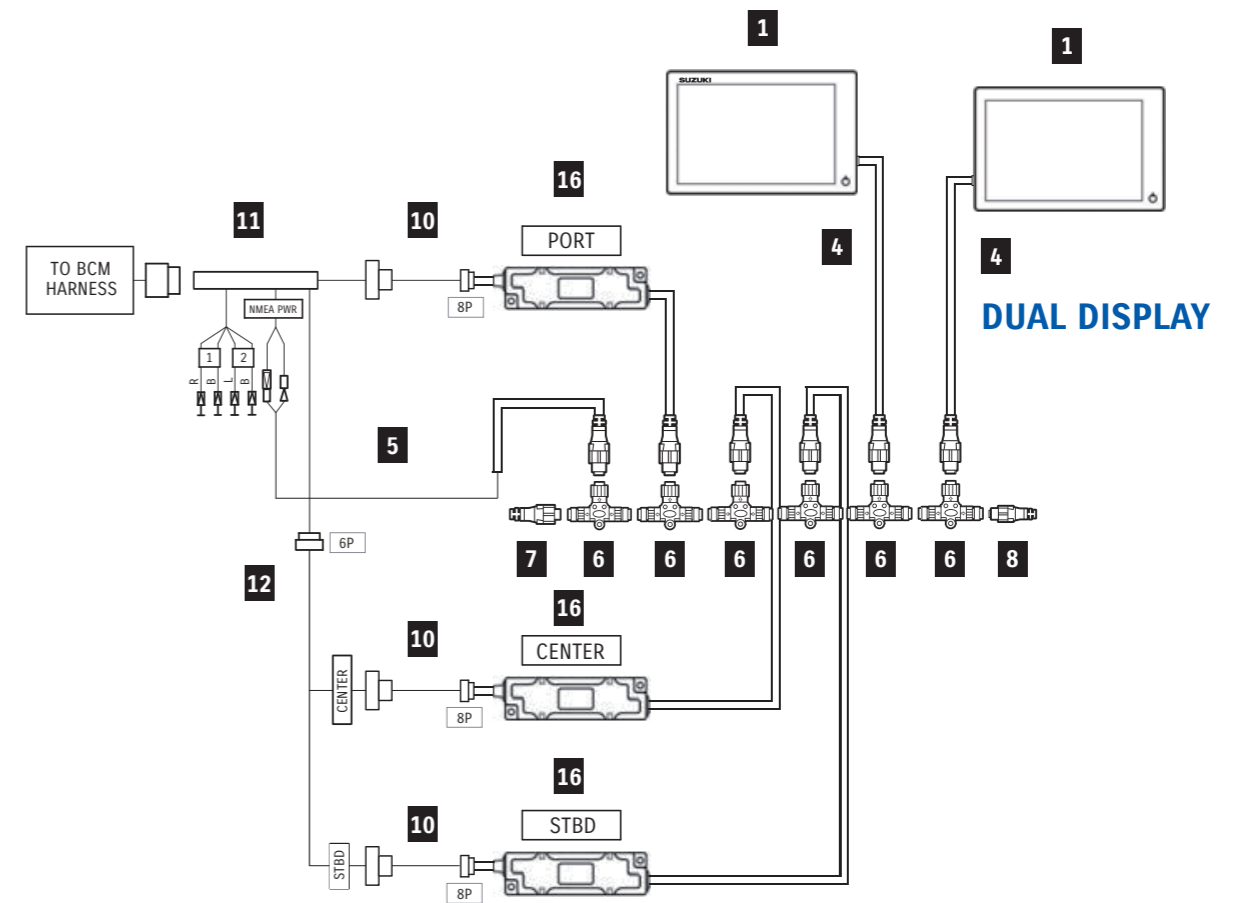 1
1
SUZUKI
16
11
10
PORT
4
4
TO BCM
HARNESS
8P
NMEA PWR
DUAL DISPLAY
1
2
R
B
L
B
5
6P
7
6
6
6
6
6
6
8
12
16
10
CENTER
CENTER
8P
16
10
STBD
STBD
8P